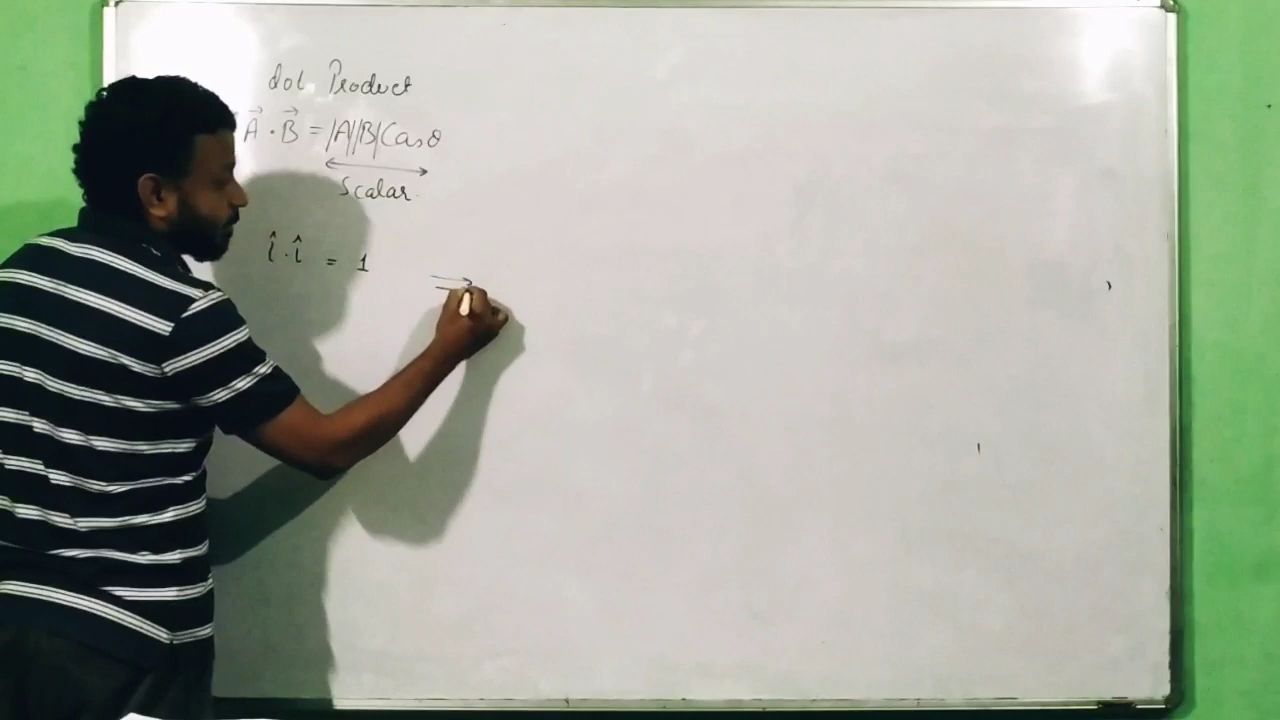 dot Product
A⃗ · B⃗ = |A||B| Cosθ
Scalar
î · î = 1